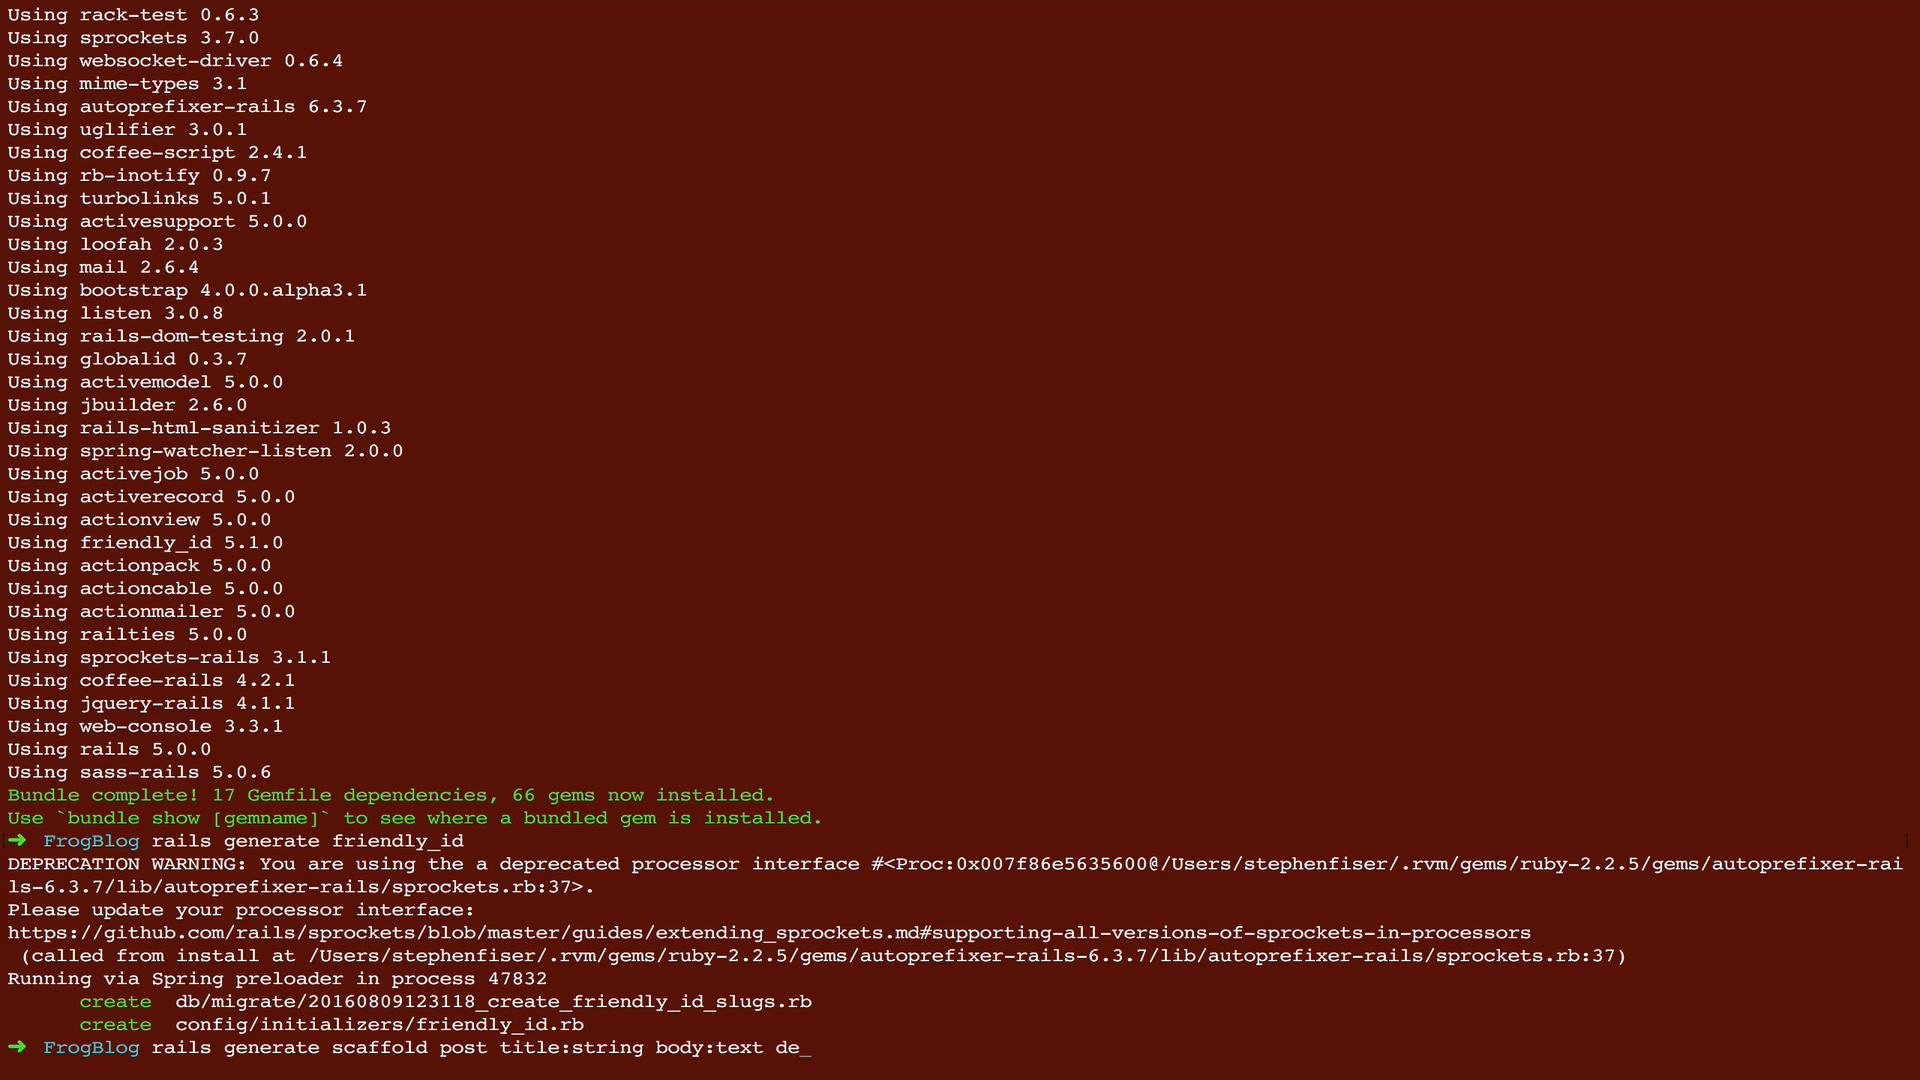 Using rack-test 0.6.3
Using sprockets 3.7.0
Using websocket-driver 0.6.4
Using mime-types 3.1
Using autoprefixer-rails 6.3.7
Using uglifier 3.0.1
Using coffee-script 2.4.1
Using rb-inotify 0.9.7
Using turbolinks 5.0.1
Using activesupport 5.0.0
Using loofah 2.0.3
Using mail 2.6.4
Using bootstrap 4.0.0.alpha3.1
Using listen 3.0.8
Using rails-dom-testing 2.0.1
Using globalid 0.3.7
Using activemodel 5.0.0
Using jbuilder 2.6.0
Using rails-html-sanitizer 1.0.3
Using spring-watcher-listen 2.0.0
Using activejob 5.0.0
Using activerecord 5.0.0
Using actionview 5.0.0
Using friendly_id 5.1.0
Using actionpack 5.0.0
Using actioncable 5.0.0
Using actionmailer 5.0.0
Using railties 5.0.0
Using sprockets-rails 3.1.1
Using coffee-rails 4.2.1
Using jquery-rails 4.1.1
Using web-console 3.3.1
Using rails 5.0.0
Using sass-rails 5.0.6
Bundle complete! 17 Gemfile dependencies, 66 gems now installed.
Use `bundle show [gemname]` to see where a bundled gem is installed.
➜ FrogBlog rails generate friendly_id
DEPRECATION WARNING: You are using the a deprecated processor interface #<Proc:0x007f86e5635600@/Users/stephenfiser/.rvm/gems/ruby-2.2.5/gems/autoprefixer-rai
ls-6.3.7/lib/autoprefixer-rails/sprockets.rb:37>.
Please update your processor interface:
https://github.com/rails/sprockets/blob/master/guides/extending_sprockets.md#supporting-all-versions-of-sprockets-in-processors
(called from install at /Users/stephenfiser/.rvm/gems/ruby-2.2.5/gems/autoprefixer-rails-6.3.7/lib/autoprefixer-rails/sprockets.rb:37)
Running via Spring preloader in process 47832
create db/migrate/20160809123118_create_friendly_id_slugs.rb
create config/initializers/friendly_id.rb
➜ FrogBlog rails generate scaffold post title:string body:text de_